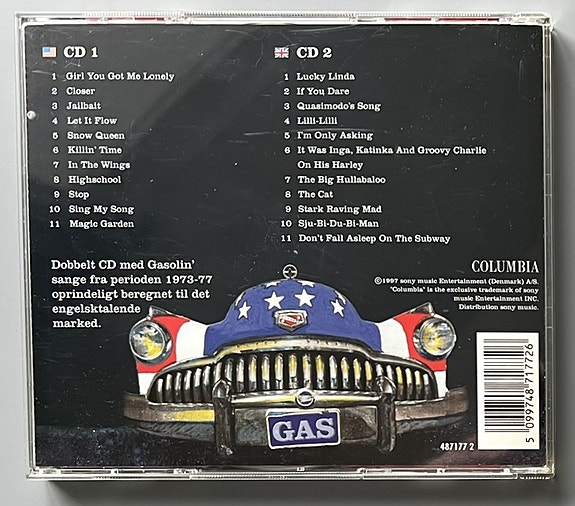 CD 1
1 Girl You Got Me Lonely
2 Closer
3 Jailbait
4 Let It Flow
5 Snow Queen
6 Killin' Time
7 In The Wings
8 Highschool
9 Stop
10 Sing My Song
11 Magic Garden
CD 2
1 Lucky Linda
2 If You Dare
3 Quasimodo's Song
4 Lilli-Lilli
5 I'm Only Asking
6 It Was Inga, Katinka And Groovy Charlie
On His Harley
7 The Big Hullabaloo
8 The Cat
9 Stark Raving Mad
10 Sju-Bi-Du-Bi-Man
11 Don't Fall Asleep On The Subway
Dobbelt CD med Gasolin'
sange fra perioden 1973-77
oprindeligt beregnet til det
engelsktalende
marked.
COLUMBIA
©1997 sony music Entertainment (Denmark) A/S.
"Columbia" is the exclusive trademark of sony
music Entertainment INC.
Distribution sony music.
GAS
487177 2
5 099748 717726